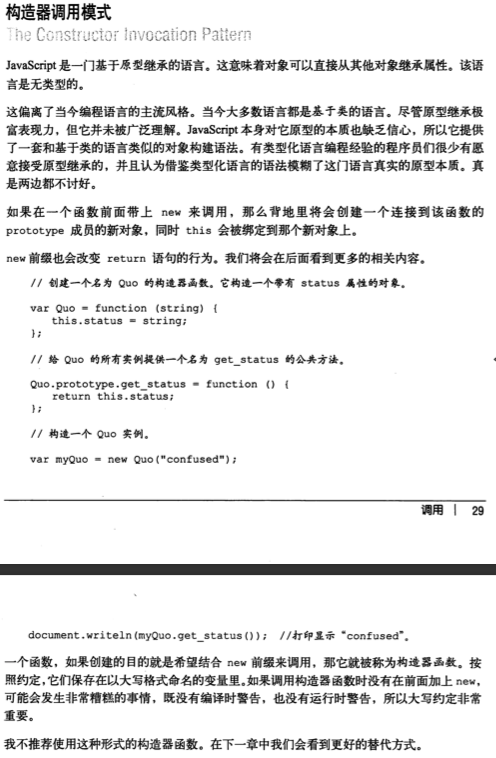 构造器调用模式
The Constructor Invocation Pattern
JavaScript 是一门基于原型继承的语言。这意味着对象可以直接从其他对象继承属性。该语
言是无类型的。
这偏离了当今编程语言的主流风格。当今大多数语言都是基于类的语言。尽管原型继承极
富表现力，但它并未被广泛理解。JavaScript 本身对它原型的本质也缺乏信心，所以它提供
了一套和基于类的语言类似的对象构建语法。有类型化语言编程经验的程序员们很少有愿
意接受原型继承的，并且认为借鉴类型化语言的语法模糊了这门语言真实的原型本质。真
是两边都不讨好。
如果在一个函数前面带上 new 来调用，那么背地里将会创建一个连接到该函数的
prototype 成员的新对象，同时 this 会被绑定到那个新对象上。
new 前缀也会改变 return 语句的行为。我们将会在后面看到更多的相关内容。
// 创建一个名为 Quo 的构造器函数。它构造一个带有 status 属性的对象。
var Quo = function (string) {
this.status = string;
};
// 给 Quo 的所有实例提供一个名为 get_status 的公共方法。
Quo.prototype.get_status = function () {
return this.status;
};
// 构造一个 Quo 实例。
var myQuo = new Quo("confused");
调用 | 29
document.writeln(myQuo.get_status()); //打印显示“confused”。
一个函数，如果创建的目的就是希望结合 new 前缀来调用，那它就被称为构造器函数。按
照约定，它们保存在以大写格式命名的变量里。如果调用构造器函数时没有在前面加上 new，
可能会发生非常糟糕的事情，既没有编译时警告，也没有运行时警告，所以大写约定非常
重要。
我不推荐使用这种形式的构造器函数。在下一章中我们会看到更好的替代方式。